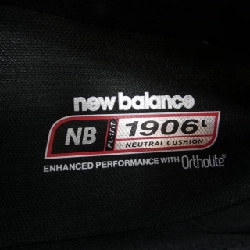 new balance
NB 1906L
NEUTRAL CUSHION
ENHANCED PERFORMANCE WITH Ortholite®